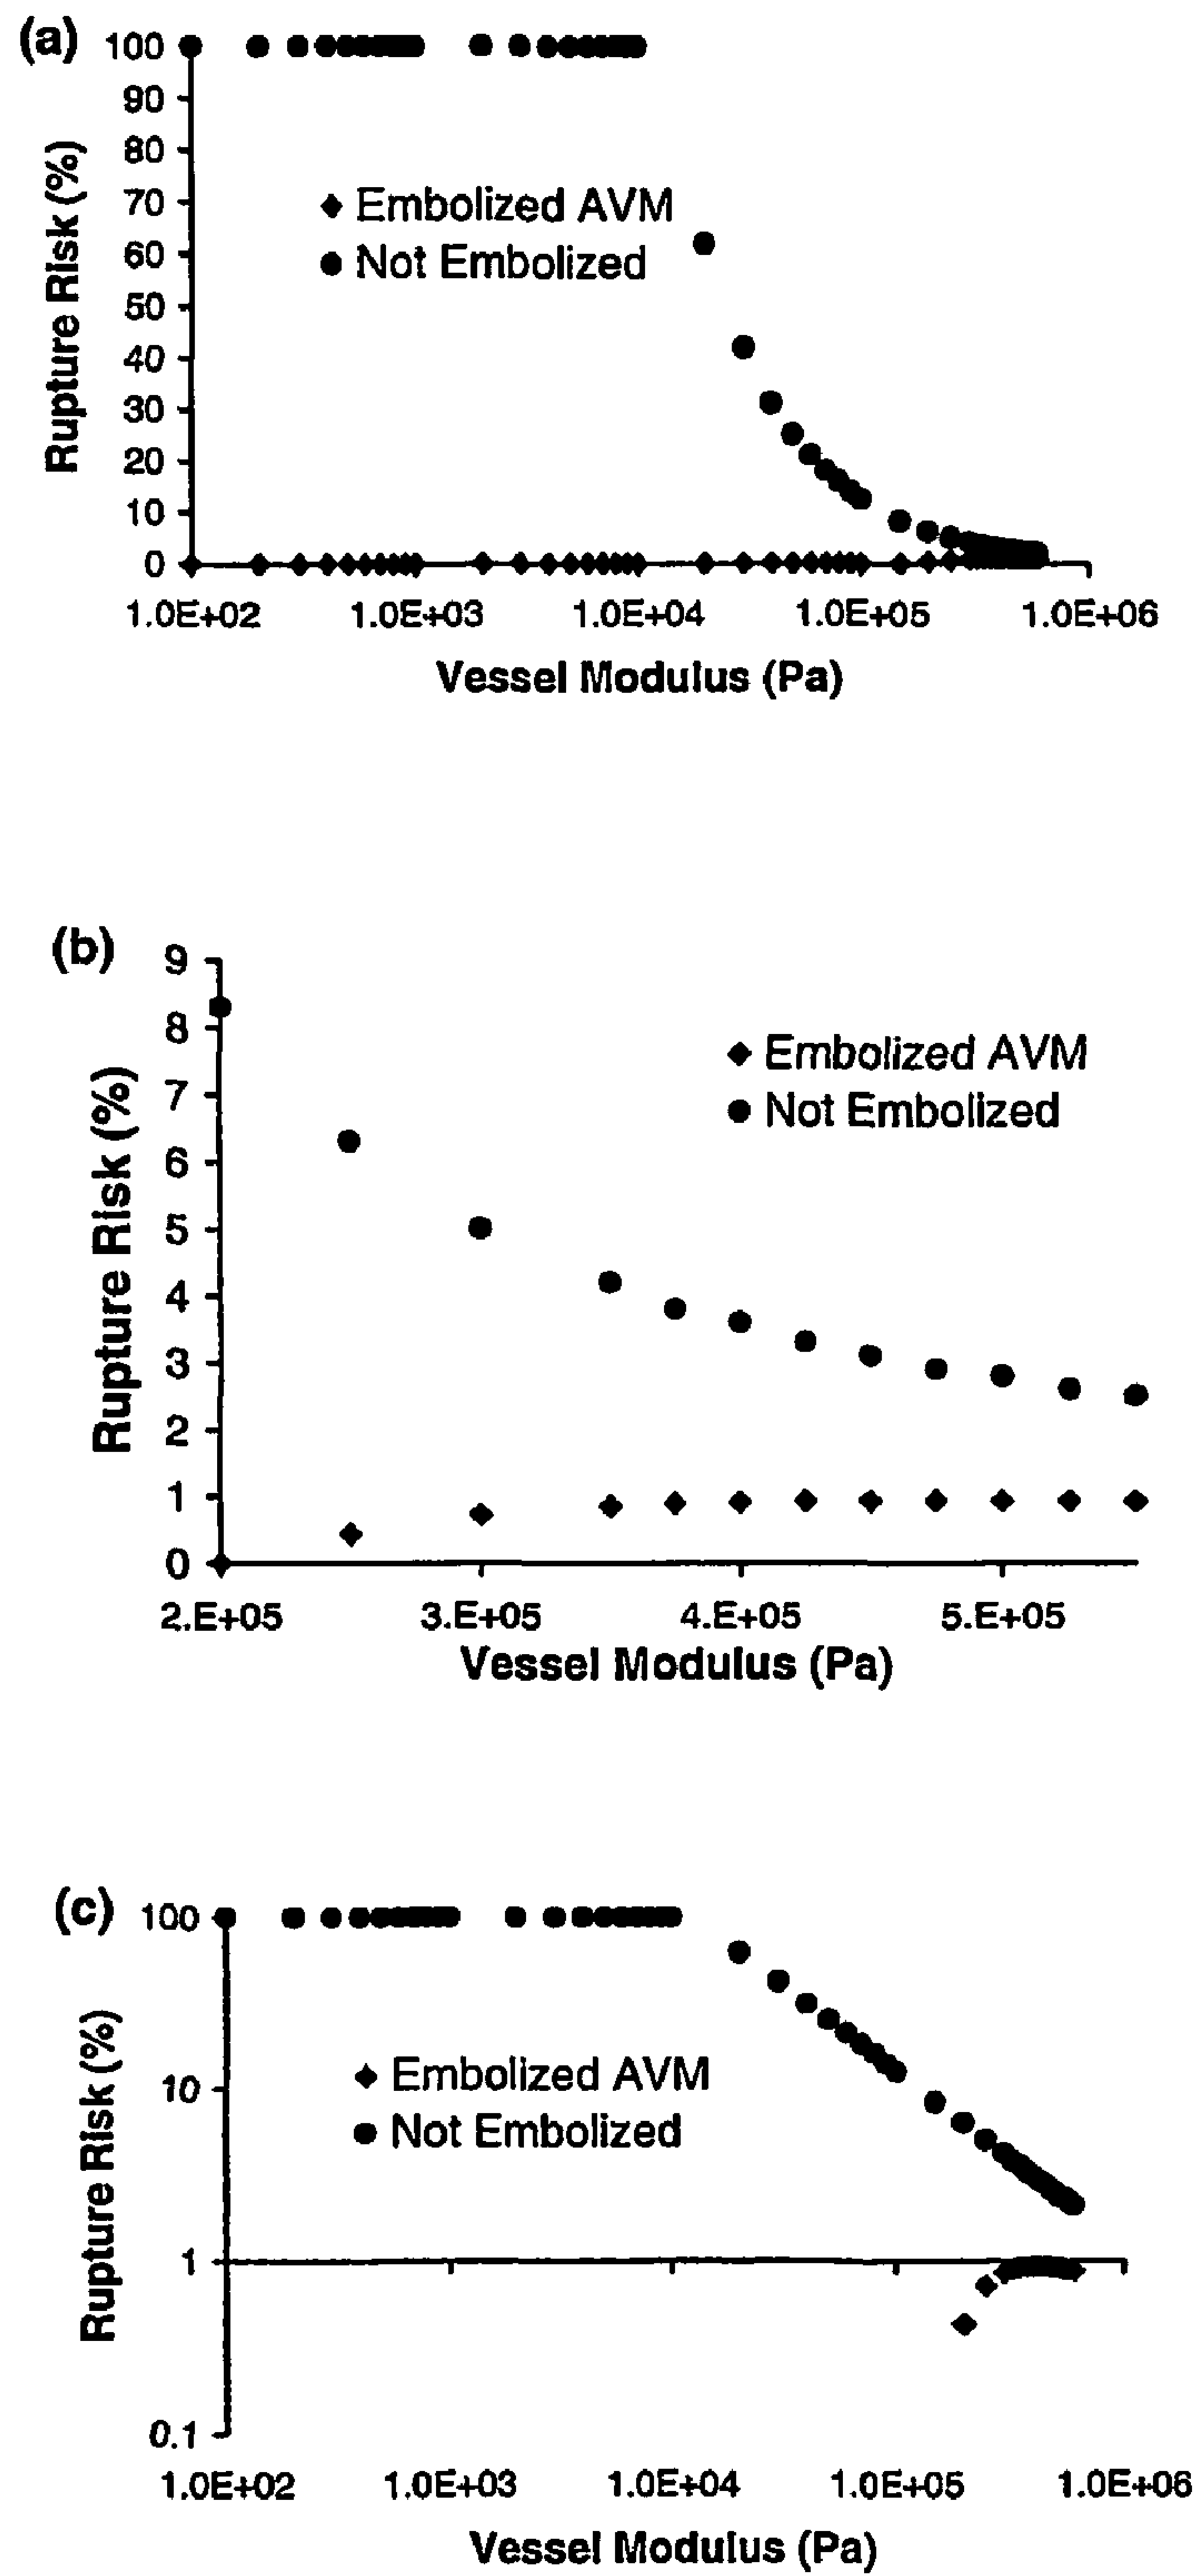 (a)
100
90
80
70
60
50
40
30
20
10
0
Rupture Risk (%)
Embolized AVM
Not Embolized
1.0E+02 1.0E+03 1.0E+04 1.0E+05 1.0E+06
Vessel Modulus (Pa)
(b)
9
8
7
6
5
4
3
2
1
0
Rupture Risk (%)
Embolized AVM
Not Embolized
2.E+05 3.E+05 4.E+05 5.E+05
Vessel Modulus (Pa)
(c)
100
10
1
0.1
Rupture Risk (%)
Embolized AVM
Not Embolized
1.0E+02 1.0E+03 1.0E+04 1.0E+05 1.0E+06
Vessel Modulus (Pa)